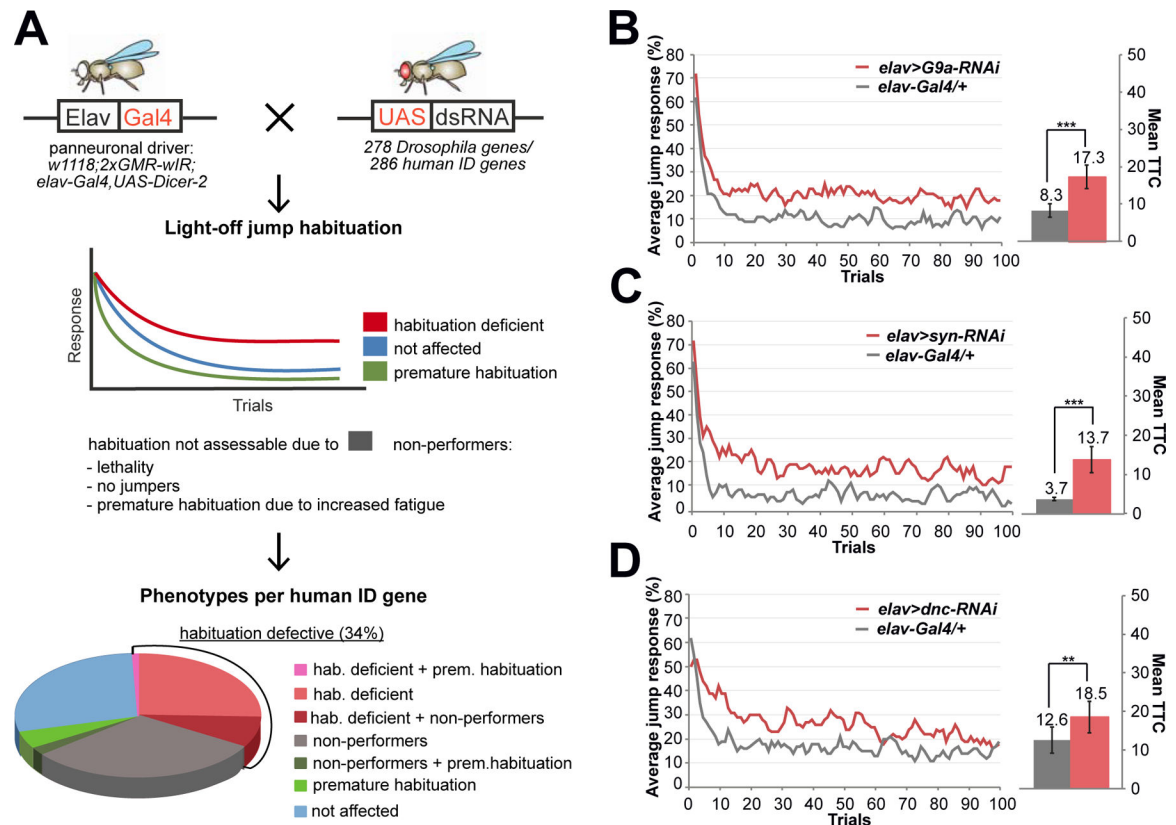 A
Elav Gal4
UAS dsRNA
panneuronal driver:
w1118;2xGMR-wIR;
elav-Gal4,UAS-Dicer-2
278 Drosophila genes/
286 human ID genes
Light-off jump habituation
Response
Trials
habituation deficient
not affected
premature habituation
habituation not assessable due to non-performers:
- lethality
- no jumpers
- premature habituation due to increased fatigue
Phenotypes per human ID gene
habituation defective (34%)
hab. deficient + prem. habituation
hab. deficient
hab. deficient + non-performers
non-performers
non-performers + prem.habituation
premature habituation
not affected
B
Average jump response (%)
80
70
60
50
40
30
20
10
0
0 10 20 30 40 50 60 70 80 90 100
Trials
elav>G9a-RNAi
elav-Gal4/+
***
8.3
17.3
50
40
30
20
10
0
Mean TTC
C
Average jump response (%)
80
70
60
50
40
30
20
10
0
0 10 20 30 40 50 60 70 80 90 100
Trials
elav>syn-RNAi
elav-Gal4/+
***
3.7
13.7
50
40
30
20
10
0
Mean TTC
D
Average jump response (%)
80
70
60
50
40
30
20
10
0
0 10 20 30 40 50 60 70 80 90 100
Trials
elav>dnc-RNAi
elav-Gal4/+
**
12.6
18.5
50
40
30
20
10
0
Mean TTC